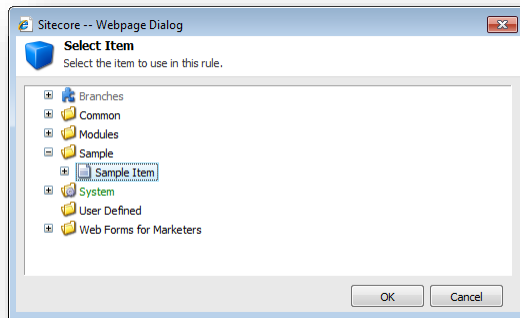 Sitecore -- Webpage Dialog
Select Item
Select the item to use in this rule.
Branches
Common
Modules
Sample
Sample Item
System
User Defined
Web Forms for Marketers
OK
Cancel